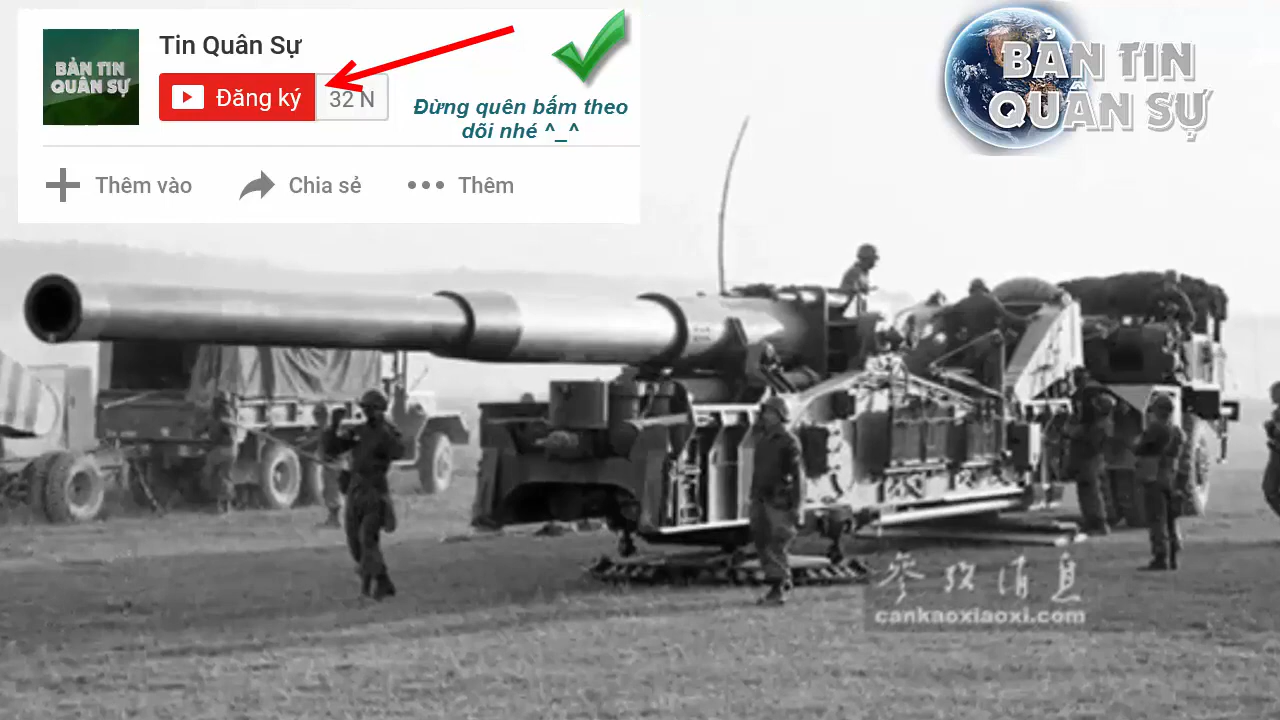 BẢN TIN
QUÂN SỰ
Tin Quân Sự
Đăng ký
32 N
Đừng quên bấm theo
dõi nhé ^_^
Thêm vào
Chia sẻ
Thêm
BẢN TIN
QUÂN SỰ
参考消息
cankaoxiaoxi.com